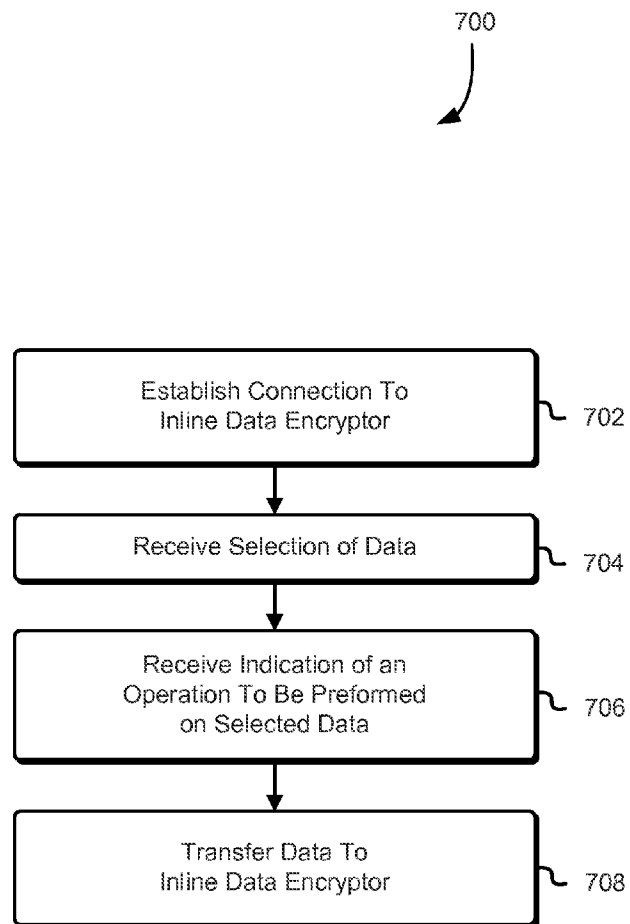 700
Establish Connection To
Inline Data Encryptor
702
Receive Selection of Data
704
Receive Indication of an
Operation To Be Preformed
on Selected Data
706
Transfer Data To
Inline Data Encryptor
708